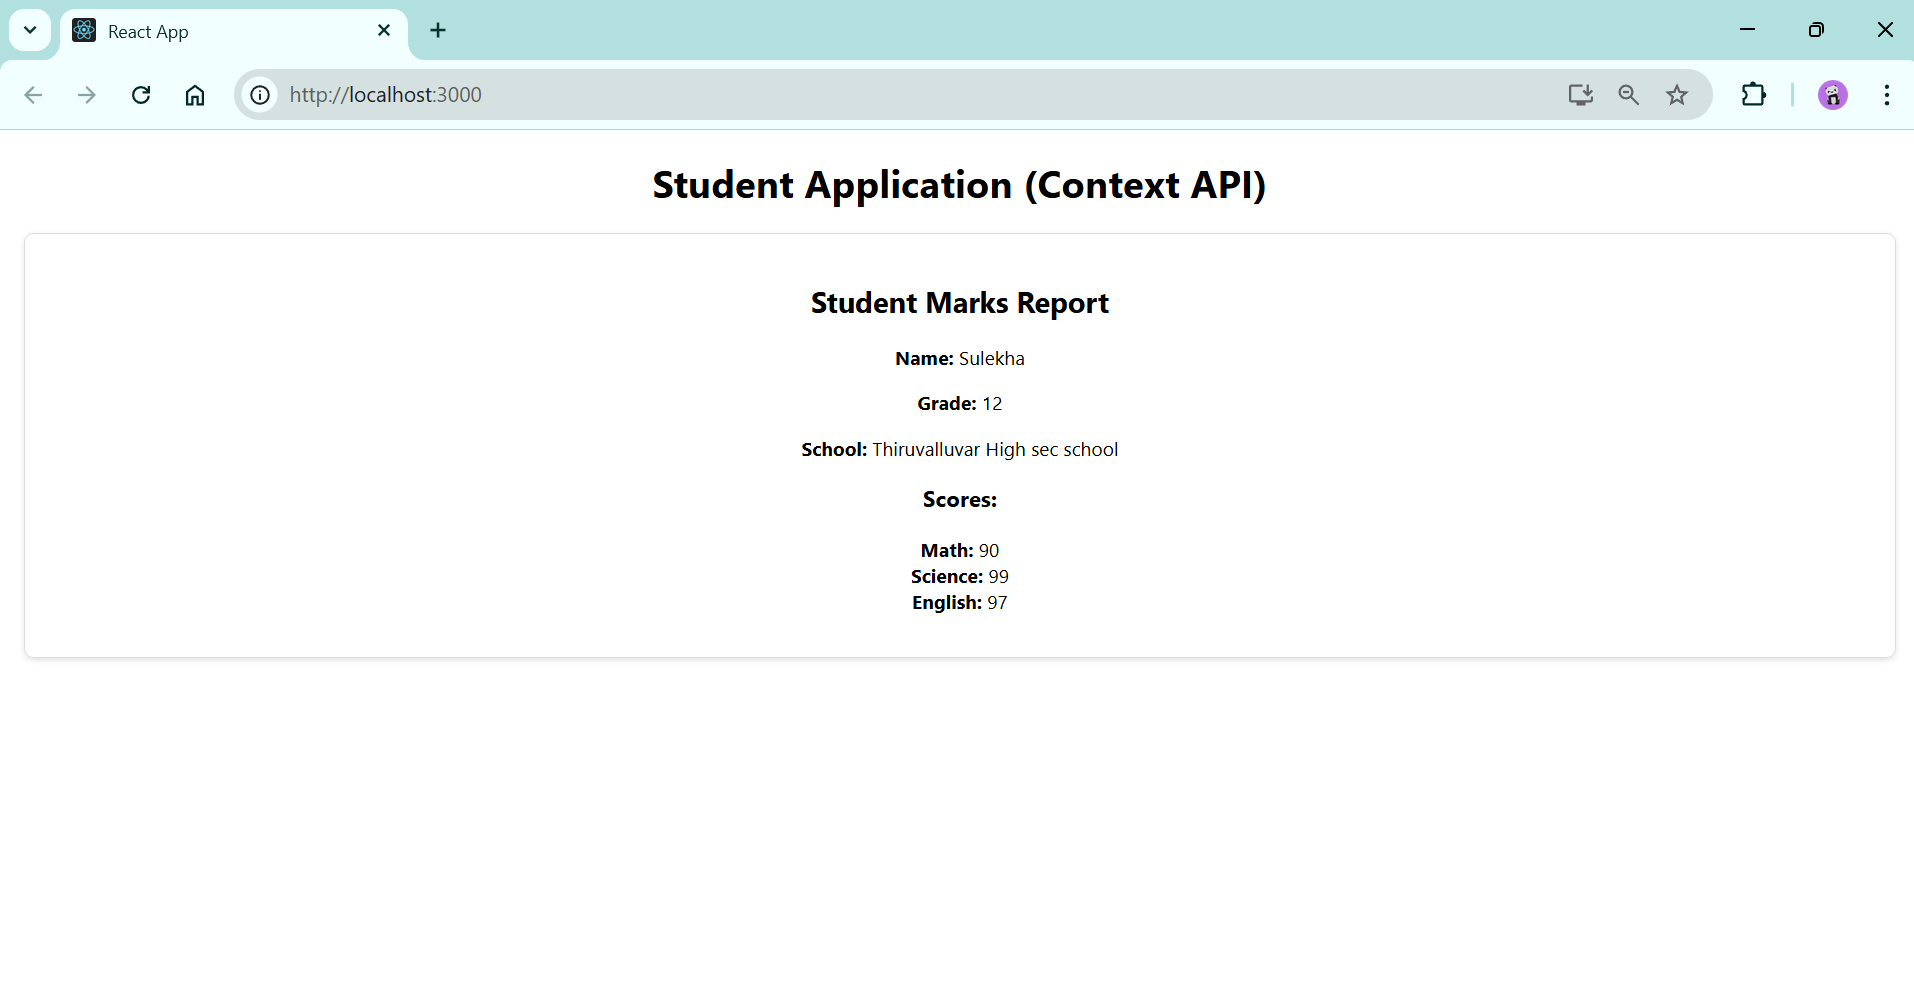 React App
http://localhost:3000
Student Application (Context API)
Student Marks Report
Name: Sulekha
Grade: 12
School: Thiruvalluvar High sec school
Scores:
Math: 90
Science: 99
English: 97